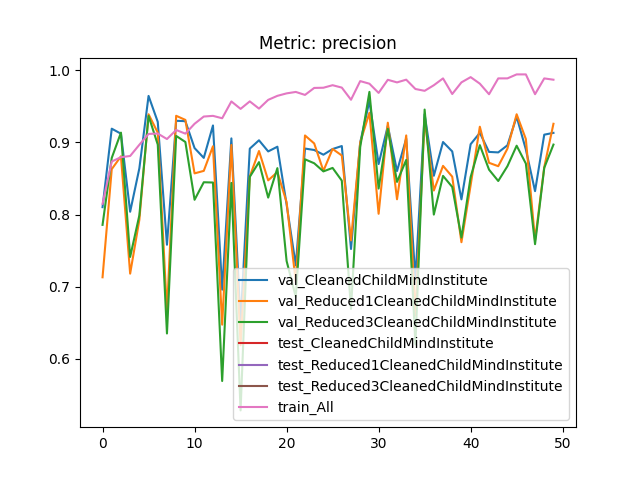 Metric: precision
1.0
0.9
0.8
0.7
0.6
val_CleanedChildMindInstitute
val_Reduced1CleanedChildMindInstitute
val_Reduced3CleanedChildMindInstitute
test_CleanedChildMindInstitute
test_Reduced1CleanedChildMindInstitute
test_Reduced3CleanedChildMindInstitute
train_All
0 10 20 30 40 50